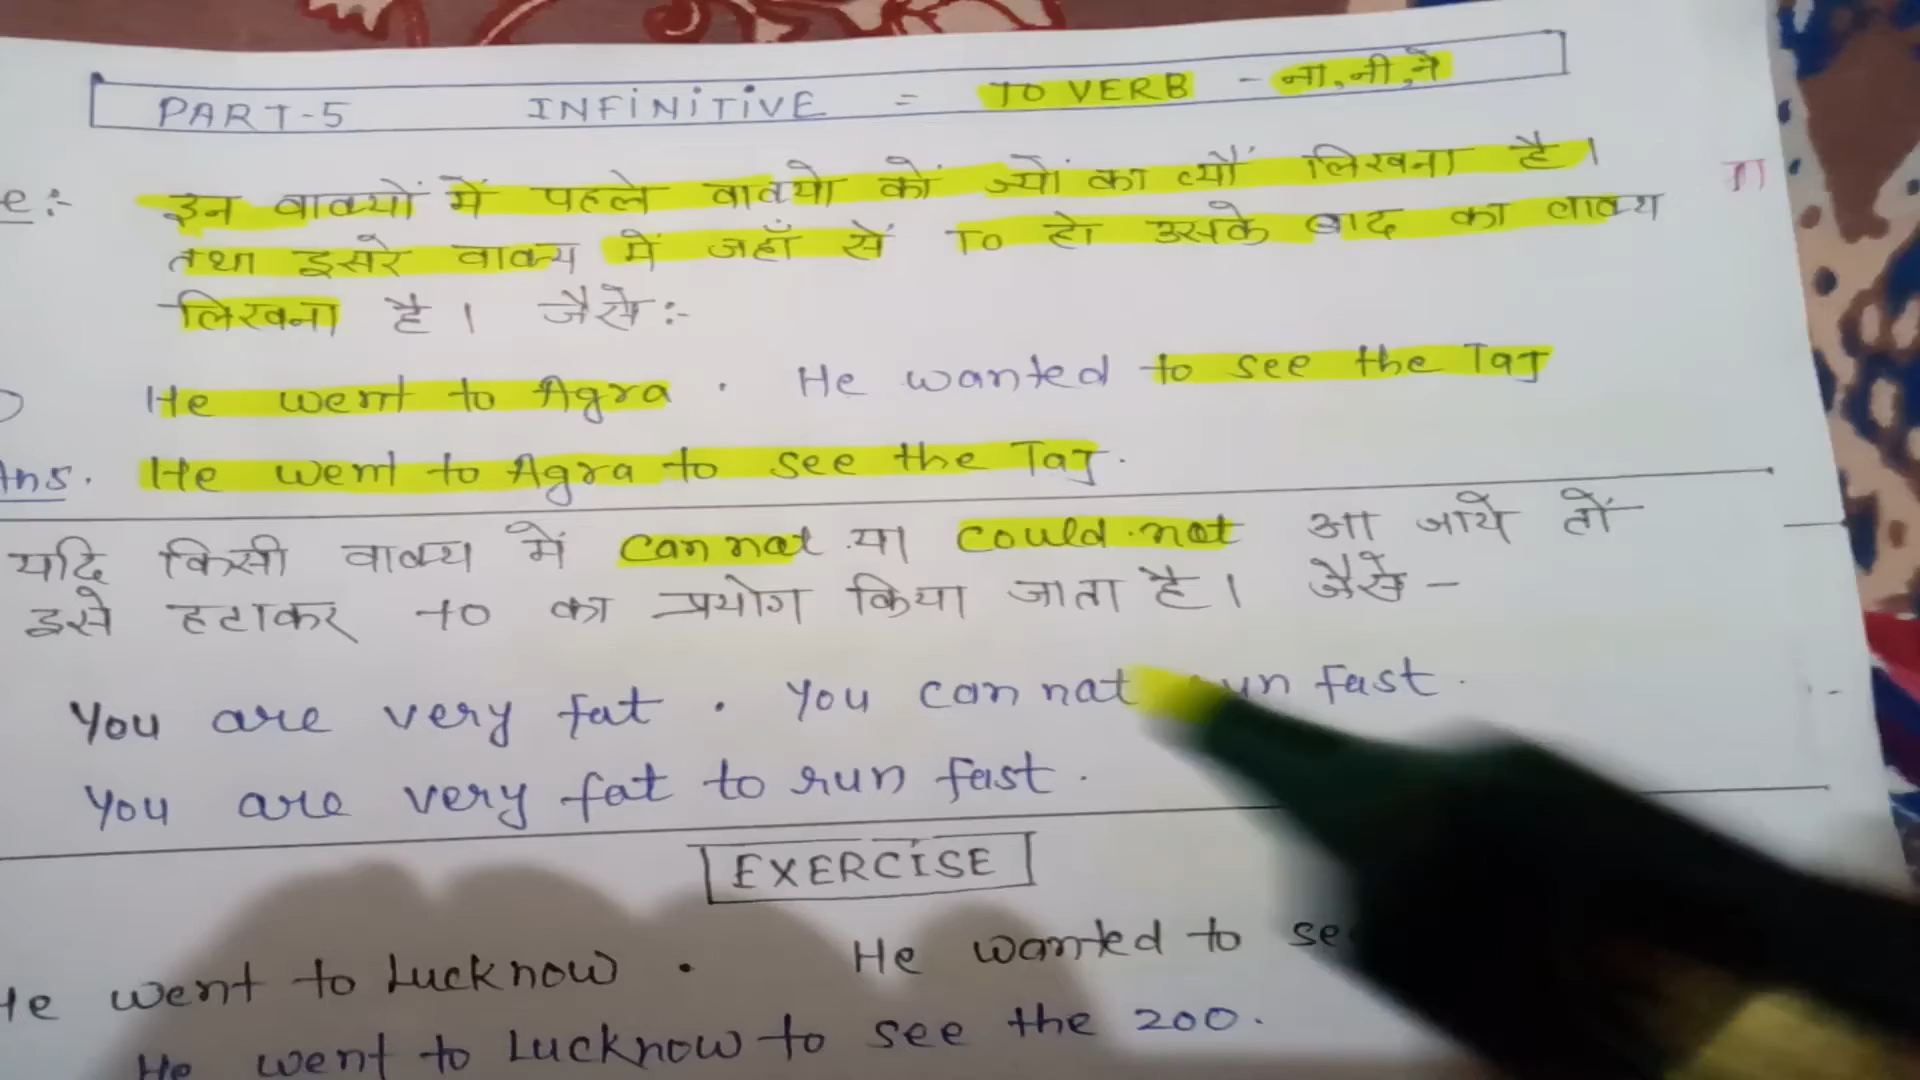 PART-5 INFINITIVE = TO VERB - ना, नी, ने
e:- इन वाक्यों में पहले वाक्यो को ज्यों का त्यौं लिखना है।
तथा दूसरे वाक्य में जहाँ से TO हो उसके बाद का वाक्य
लिखना है। जैसे:-
He went to Agra. He wanted to see the Taj
Ans. He went to Agra to see the Taj.
यदि किसी वाक्य में can not या could not आ जाये तो
इसे हटाकर to का प्रयोग किया जाता है। जैसे -
You are very fat. You can not run fast.
You are very fat to run fast.
EXERCISE
He went to Lucknow. He wanted to
He went to Lucknow to see the zoo.